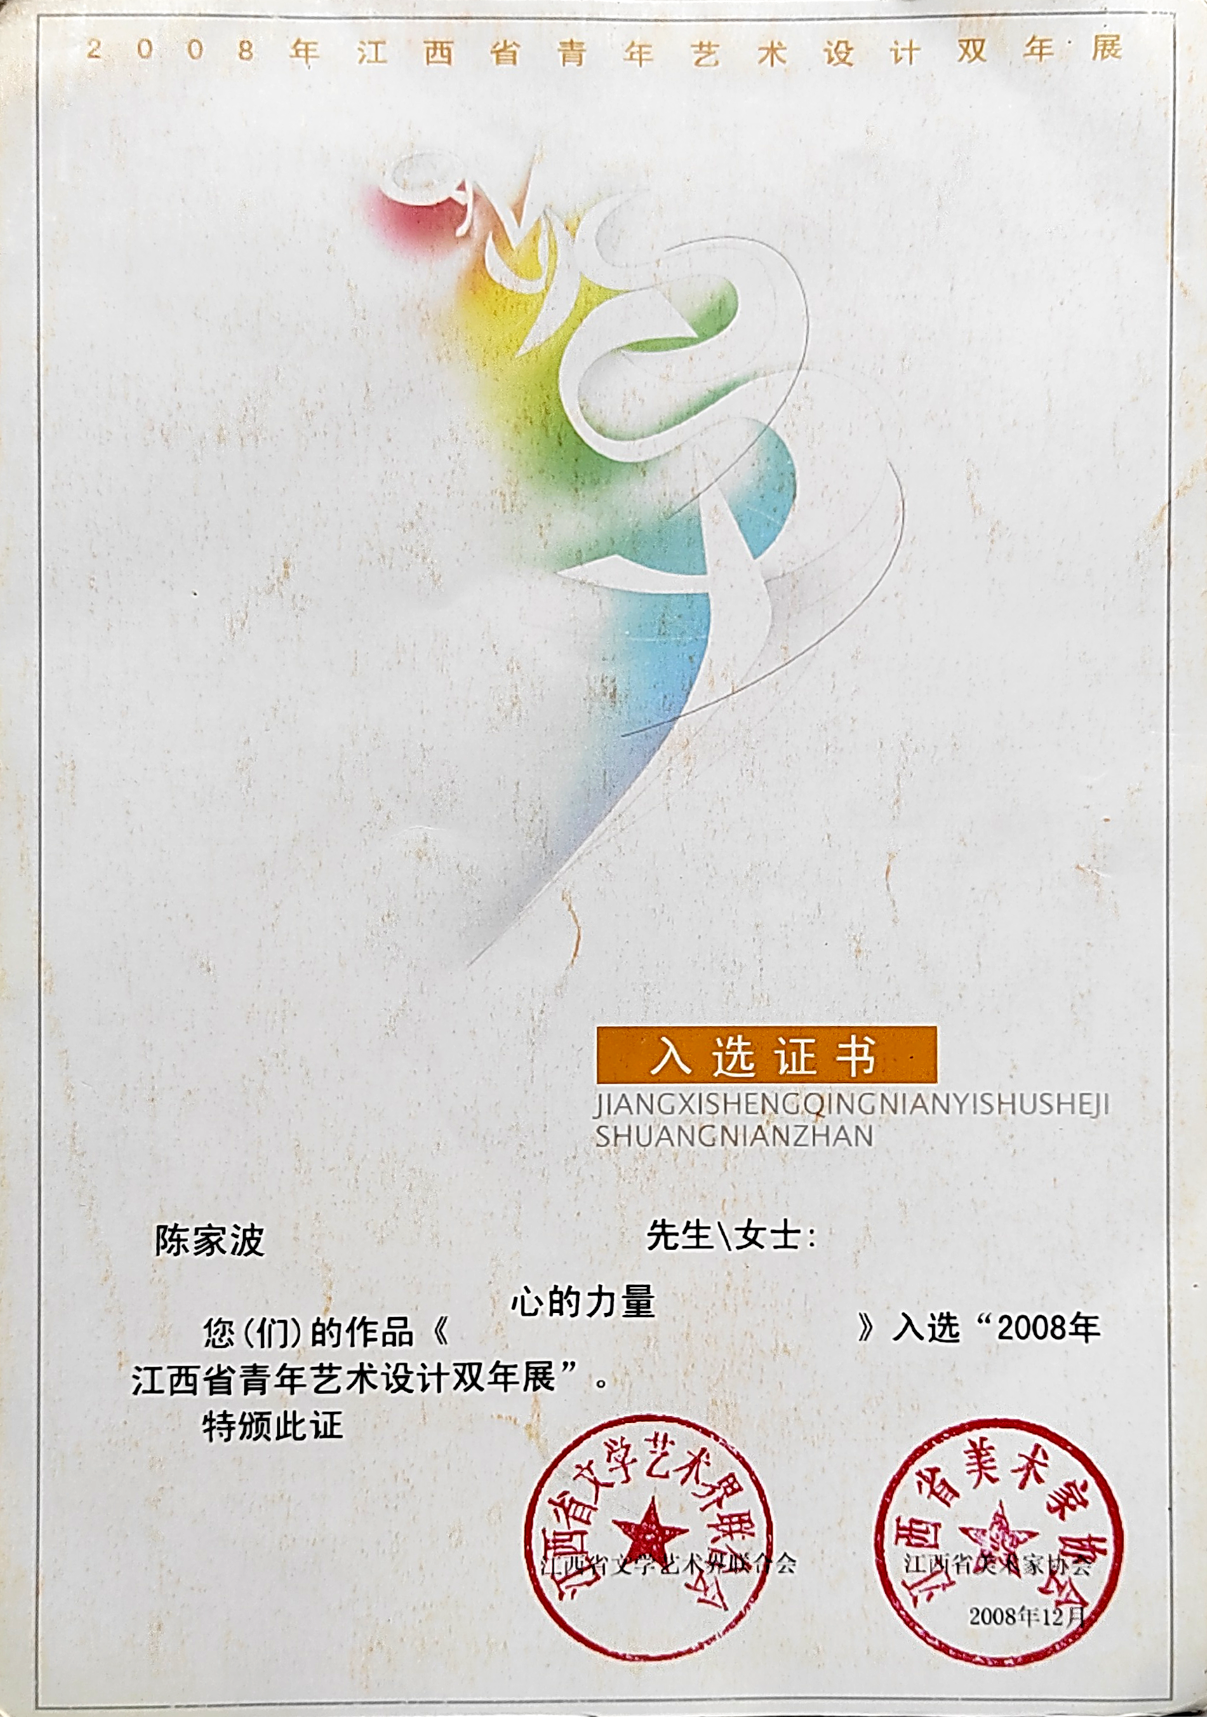 2008年江西省青年艺术设计双年展
入选证书
JIANGXISHENGQINGNIANYISHUSHEJI
SHUANGNIANZHAN
陈家波 先生\女士:
心的力量
您(们)的作品《 》入选“2008年
江西省青年艺术设计双年展”。
特颁此证
江西省文学艺术界联合会
江西省美术家协会
江西省文学艺术界联合会 江西省美术家协会
2008年12月